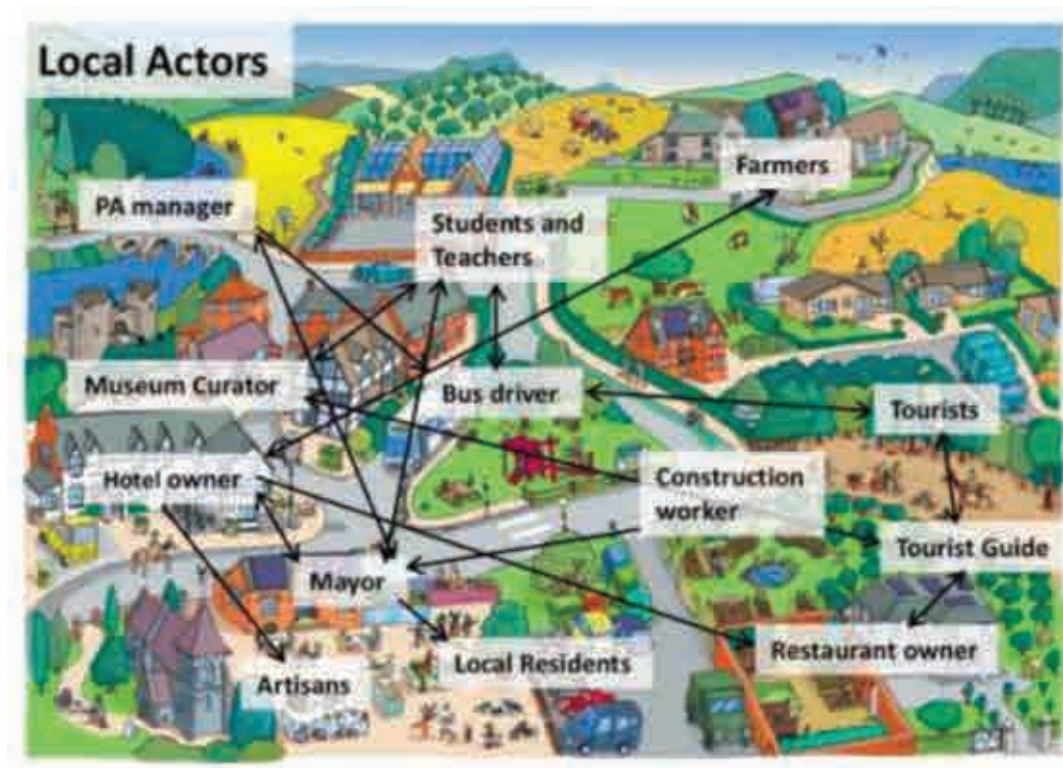 Local Actors
Farmers
PA manager
Students and
Teachers
Museum Curator
Bus driver
Tourists
Hotel owner
Construction
worker
Tourist Guide
Mayor
Restaurant owner
Local Residents
Artisans